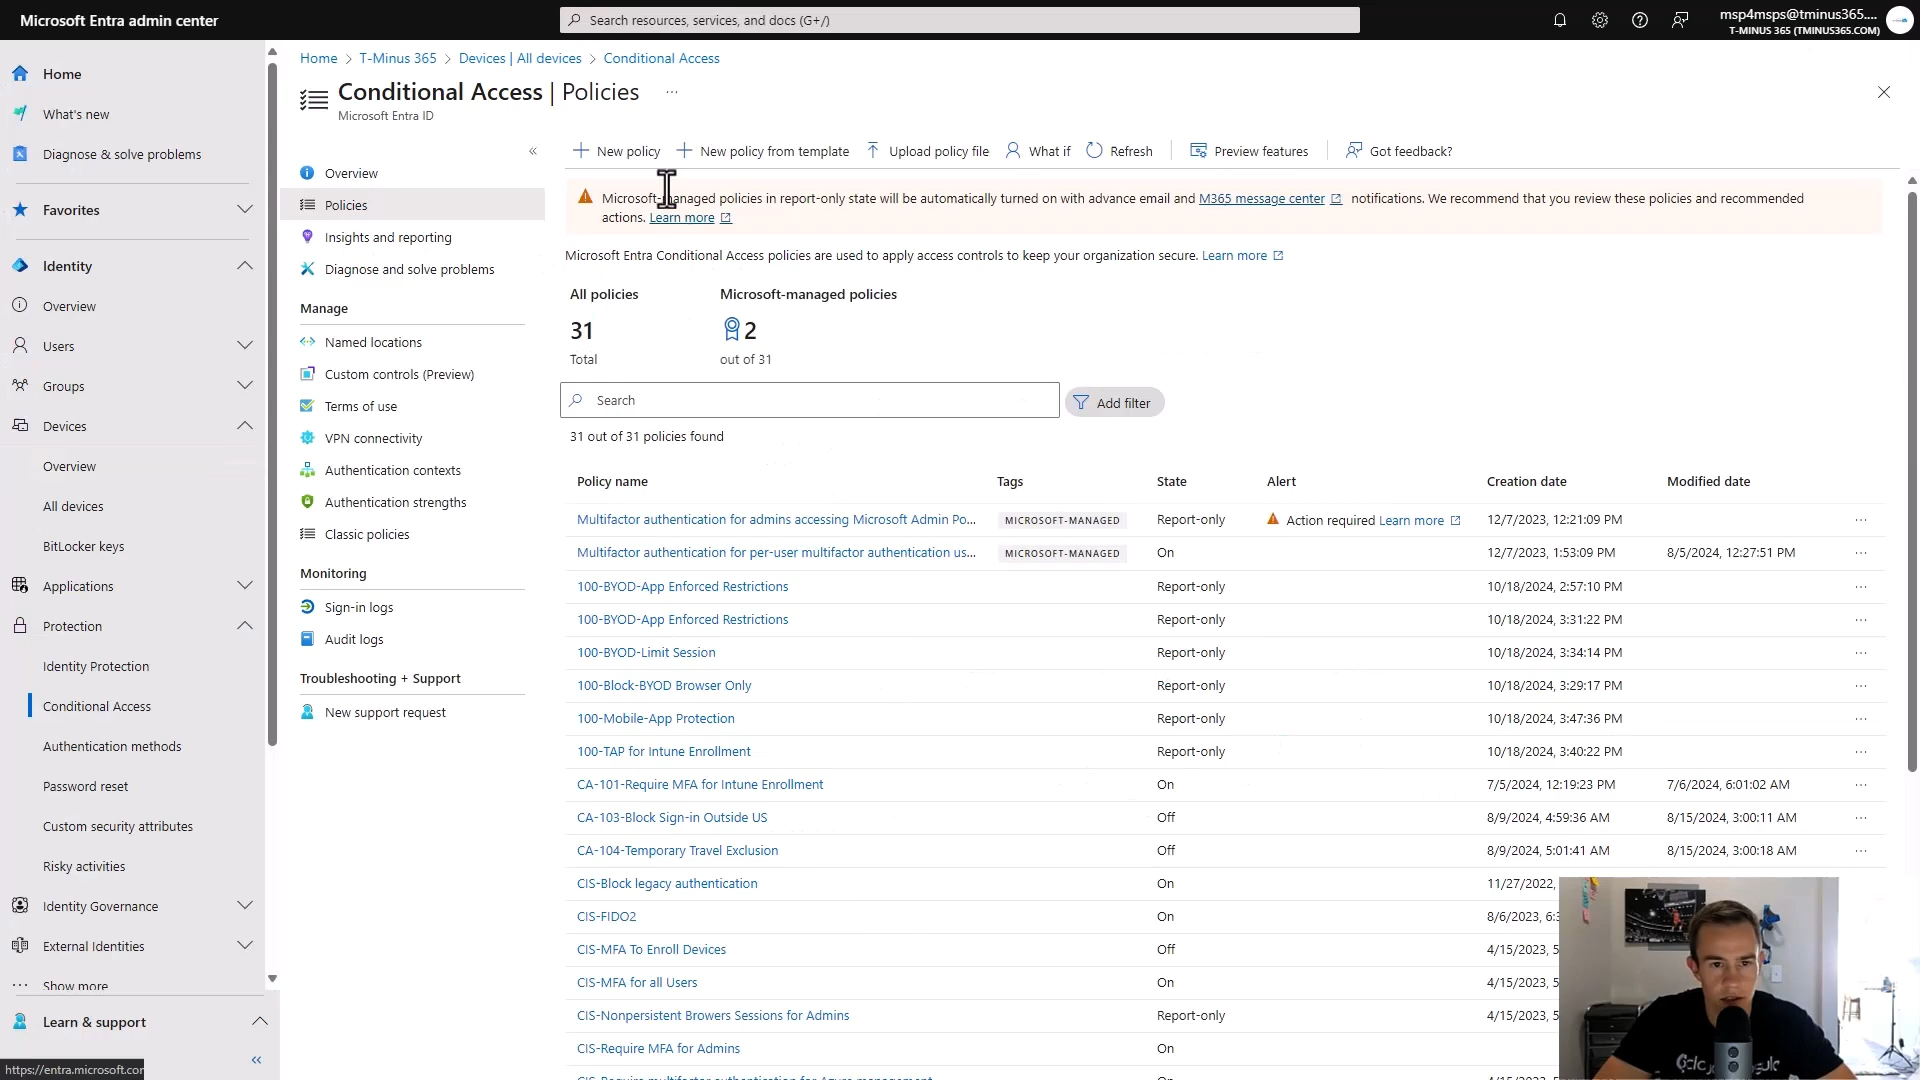 Microsoft Entra admin center
Search resources, services, and docs (G+/)
msp4msps@tminus365....
T-MINUS 365 (TMINUS365.COM)
Home
What's new
Diagnose & solve problems
Favorites
Identity
Overview
Users
Groups
Devices
Overview
All devices
BitLocker keys
Applications
Protection
Identity Protection
Conditional Access
Authentication methods
Password reset
Custom security attributes
Risky activities
Identity Governance
External Identities
Show more
Learn & support
https://entra.microsoft.com
Home > T-Minus 365 > Devices | All devices > Conditional Access
Conditional Access | Policies ...
Microsoft Entra ID
Overview
Policies
Insights and reporting
Diagnose and solve problems
Manage
Named locations
Custom controls (Preview)
Terms of use
VPN connectivity
Authentication contexts
Authentication strengths
Classic policies
Monitoring
Sign-in logs
Audit logs
Troubleshooting + Support
New support request
New policy New policy from template Upload policy file What if Refresh Preview features Got feedback?
Microsoft-managed policies in report-only state will be automatically turned on with advance email and M365 message center notifications. We recommend that you review these policies and recommended
actions. Learn more
Microsoft Entra Conditional Access policies are used to apply access controls to keep your organization secure. Learn more
All policies Microsoft-managed policies
31 2
Total out of 31
Search Add filter
31 out of 31 policies found
Policy name Tags State Alert Creation date Modified date
Multifactor authentication for admins accessing Microsoft Admin Po... MICROSOFT-MANAGED Report-only Action required Learn more 12/7/2023, 12:21:09 PM ...
Multifactor authentication for per-user multifactor authentication us... MICROSOFT-MANAGED On 12/7/2023, 1:53:09 PM 8/5/2024, 12:27:51 PM ...
100-BYOD-App Enforced Restrictions Report-only 10/18/2024, 2:57:10 PM ...
100-BYOD-App Enforced Restrictions Report-only 10/18/2024, 3:31:22 PM ...
100-BYOD-Limit Session Report-only 10/18/2024, 3:34:14 PM ...
100-Block-BYOD Browser Only Report-only 10/18/2024, 3:29:17 PM ...
100-Mobile-App Protection Report-only 10/18/2024, 3:47:36 PM ...
100-TAP for Intune Enrollment Report-only 10/18/2024, 3:40:22 PM ...
CA-101-Require MFA for Intune Enrollment On 7/5/2024, 12:19:23 PM 7/6/2024, 6:01:02 AM ...
CA-103-Block Sign-in Outside US Off 8/9/2024, 4:59:36 AM 8/15/2024, 3:00:11 AM ...
CA-104-Temporary Travel Exclusion Off 8/9/2024, 5:01:41 AM 8/15/2024, 3:00:18 AM ...
CIS-Block legacy authentication On 11/27/2022,
CIS-FIDO2 On 8/6/2023, 6:3
CIS-MFA To Enroll Devices Off 4/15/2023, 5
CIS-MFA for all Users On 4/15/2023, 5
CIS-Nonpersistent Browers Sessions for Admins Report-only 4/15/2023, 5
CIS-Require MFA for Admins On
CIS-Require multifactor authentication for Azure management On